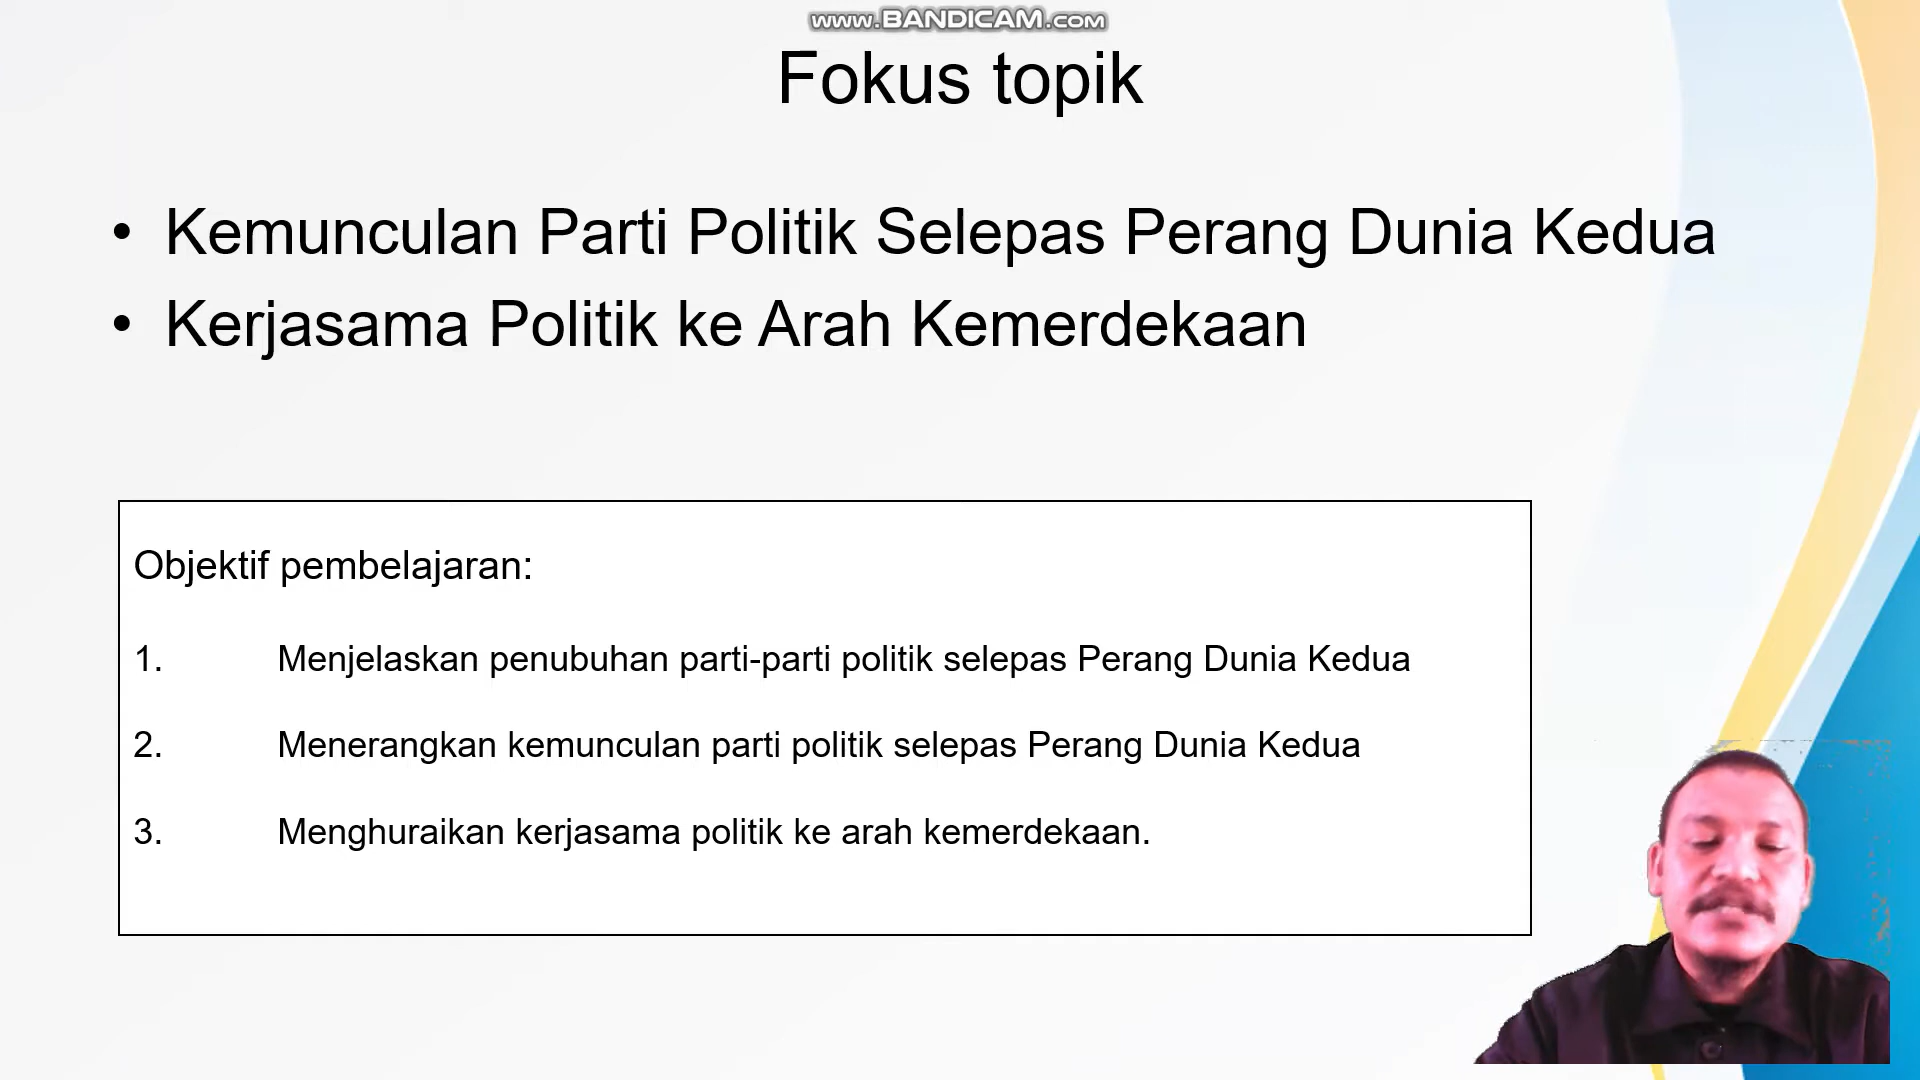 www.BANDICAM.com
Fokus topik
• Kemunculan Parti Politik Selepas Perang Dunia Kedua
• Kerjasama Politik ke Arah Kemerdekaan
Objektif pembelajaran:
1. Menjelaskan penubuhan parti-parti politik selepas Perang Dunia Kedua
2. Menerangkan kemunculan parti politik selepas Perang Dunia Kedua
3. Menghuraikan kerjasama politik ke arah kemerdekaan.